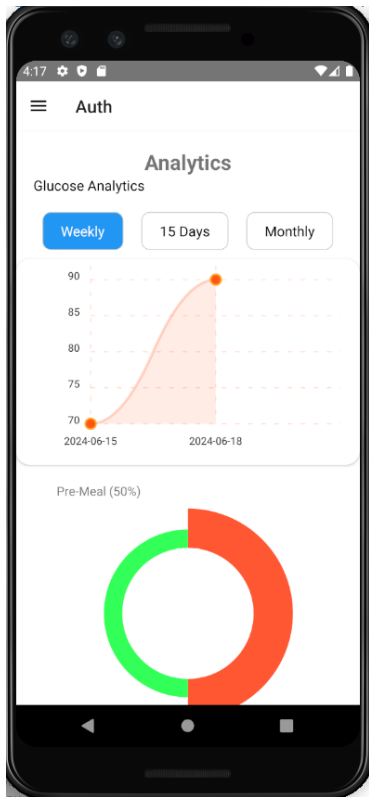 4:17
Auth
Analytics
Glucose Analytics
Weekly 15 Days Monthly
90
85
80
75
70
2024-06-15 2024-06-18
Pre-Meal (50%)